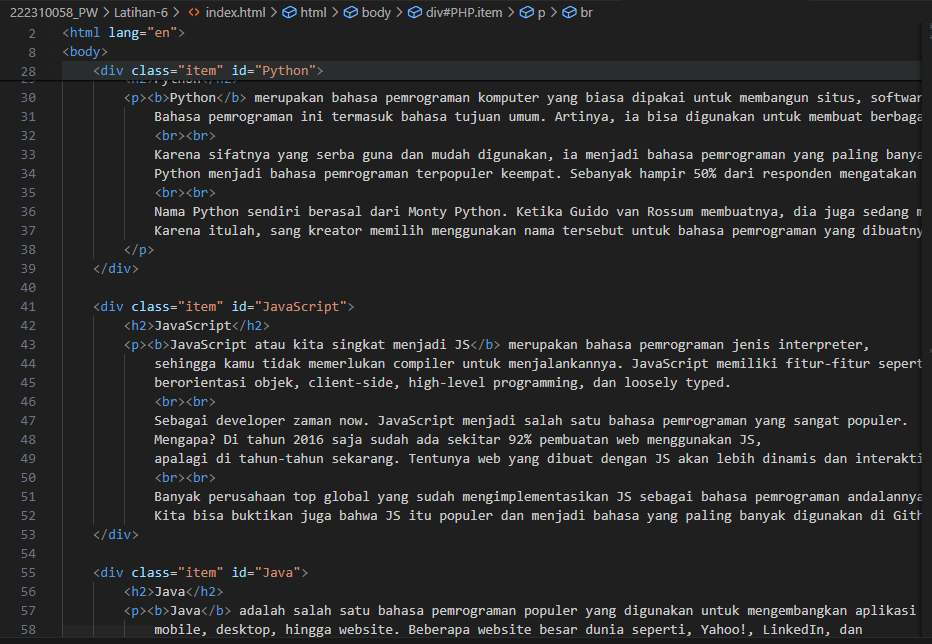 222310058_PW > Latihan-6 > <> index.html > html > body > div#PHP.item > p > br
2 <html lang="en">
8 <body>
28 <div class="item" id="Python">
29 <h2>Python</h2>
30 <p><b>Python</b> merupakan bahasa pemrograman komputer yang biasa dipakai untuk membangun situs, softwar
31 Bahasa pemrograman ini termasuk bahasa tujuan umum. Artinya, ia bisa digunakan untuk membuat berbaga
32 <br><br>
33 Karena sifatnya yang serba guna dan mudah digunakan, ia menjadi bahasa pemrograman yang paling banya
34 Python menjadi bahasa pemrograman terpopuler keempat. Sebanyak hampir 50% dari responden mengatakan
35 <br><br>
36 Nama Python sendiri berasal dari Monty Python. Ketika Guido van Rossum membuatnya, dia juga sedang m
37 Karena itulah, sang kreator memilih menggunakan nama tersebut untuk bahasa pemrograman yang dibuatny
38 </p>
39 </div>
40
41 <div class="item" id="JavaScript">
42 <h2>JavaScript</h2>
43 <p><b>JavaScript atau kita singkat menjadi JS</b> merupakan bahasa pemrograman jenis interpreter,
44 sehingga kamu tidak memerlukan compiler untuk menjalankannya. JavaScript memiliki fitur-fitur sepert
45 berorientasi objek, client-side, high-level programming, dan loosely typed.
46 <br><br>
47 Sebagai developer zaman now. JavaScript menjadi salah satu bahasa pemrograman yang sangat populer.
48 Mengapa? Di tahun 2016 saja sudah ada sekitar 92% pembuatan web menggunakan JS,
49 apalagi di tahun-tahun sekarang. Tentunya web yang dibuat dengan JS akan lebih dinamis dan interakti
50 <br><br>
51 Banyak perusahaan top global yang sudah mengimplementasikan JS sebagai bahasa pemrograman andalannya
52 Kita bisa buktikan juga bahwa JS itu populer dan menjadi bahasa yang paling banyak digunakan di Gith
53 </div>
54
55 <div class="item" id="Java">
56 <h2>Java</h2>
57 <p><b>Java</b> adalah salah satu bahasa pemrograman populer yang digunakan untuk mengembangkan aplikasi
58 mobile, desktop, hingga website. Beberapa website besar dunia seperti, Yahoo!, LinkedIn, dan